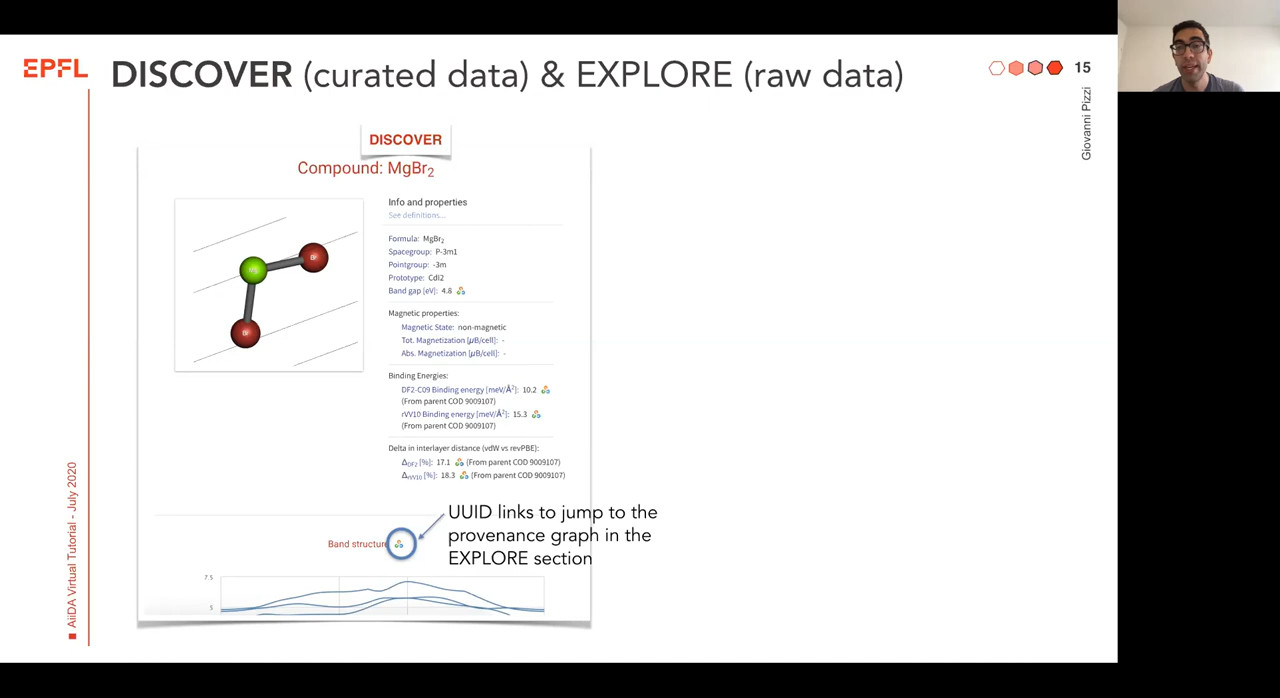 EPFL
DISCOVER (curated data) & EXPLORE (raw data)
15
Giovanni Pizzi
DISCOVER
Compound: MgBr2
Info and properties
See definitions...
Formula: MgBr2
Spacegroup: P-3m1
Pointgroup: -3m
Prototype: CdI2
Band gap [eV]: 4.8
Magnetic properties:
Magnetic State: non-magnetic
Tot. Magnetization [μB/cell]: -
Abs. Magnetization [μB/cell]: -
Binding Energies:
DF2-C09 Binding energy [meV/Å²]: 10.2
(From parent COD 9009107)
rVV10 Binding energy [meV/Å²]: 15.3
(From parent COD 9009107)
Delta in interlayer distance (vdW vs revPBE):
ΔDF2 [%]: 17.1 (From parent COD 9009107)
ΔrVV10 [%]: 18.3 (From parent COD 9009107)
Mg
Br
Br
UUID links to jump to the
provenance graph in the
EXPLORE section
Band structure
7.5
5
AiiDA Virtual Tutorial - July 2020